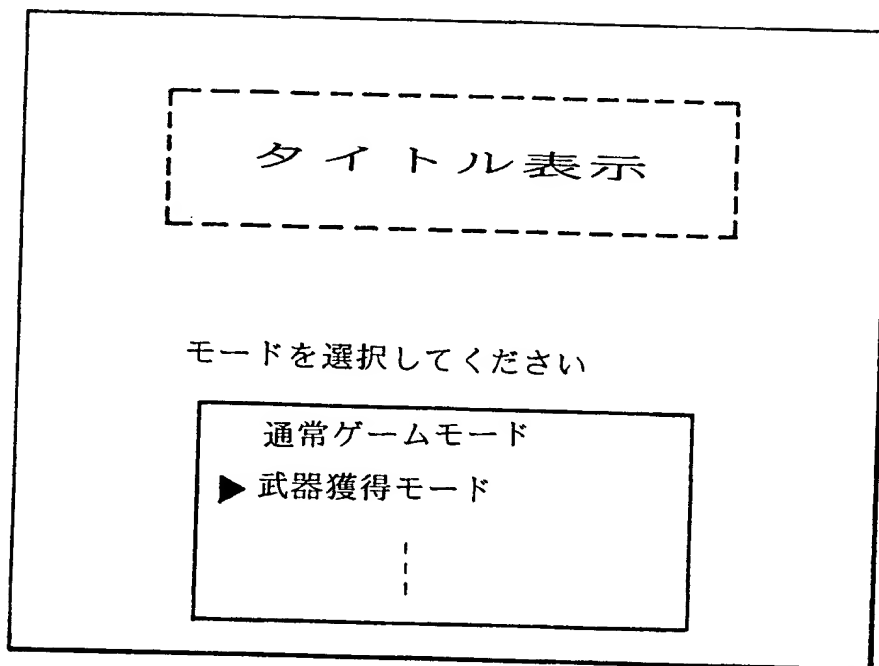 タイトル表示
モードを選択してください
通常ゲームモード
▶武器獲得モード